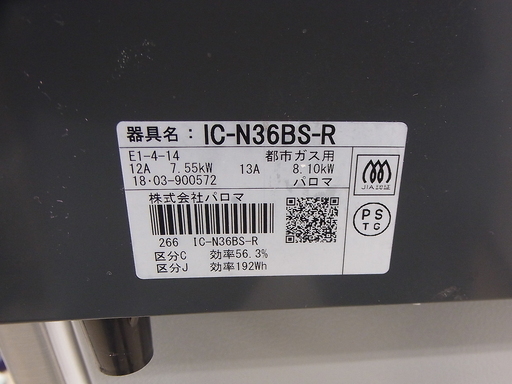 器具名： IC-N36BS-R
E1-4-14 都市ガス用
12A 7.55kW 13A 8.10kW
18・03-900572 パロマ
JIA認証
株式会社パロマ
PS
TG
266 IC-N36BS-R
区分C 効率56.3%
区分J 効率192Wh